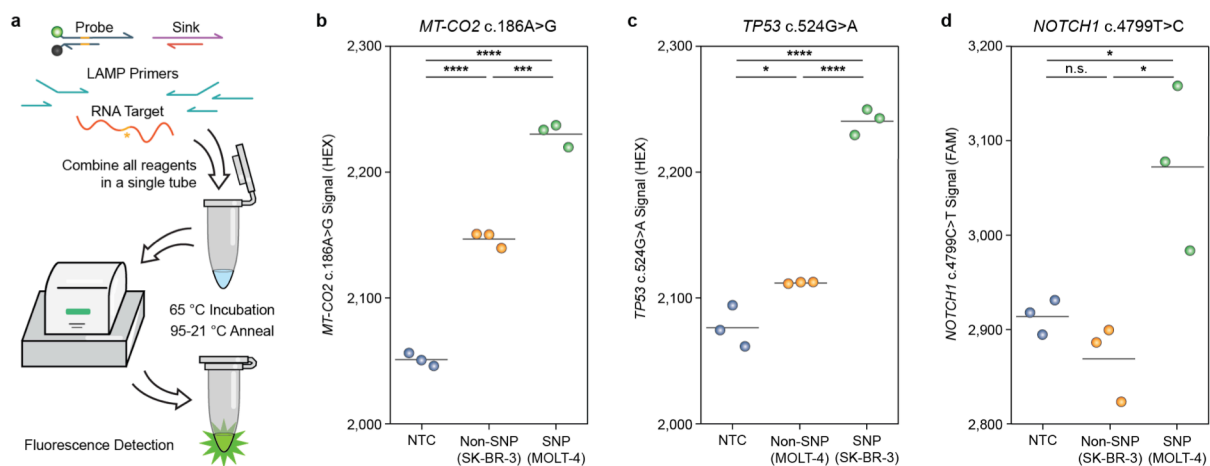 a
Probe
Sink
LAMP Primers
RNA Target
*
Combine all reagents
in a single tube
65 °C Incubation
95-21 °C Anneal
Fluorescence Detection
b
MT-CO2 c.186A>G
2,300
2,200
2,100
2,000
MT-CO2 c.186A>G Signal (HEX)
****
****
***
NTC
Non-SNP
(SK-BR-3)
SNP
(MOLT-4)
c
TP53 c.524G>A
2,300
2,200
2,100
2,000
TP53 c.524G>A Signal (HEX)
****
*
****
NTC
Non-SNP
(MOLT-4)
SNP
(SK-BR-3)
d
NOTCH1 c.4799T>C
3,200
3,100
3,000
2,900
2,800
NOTCH1 c.4799C>T Signal (FAM)
*
n.s.
*
NTC
Non-SNP
(SK-BR-3)
SNP
(MOLT-4)